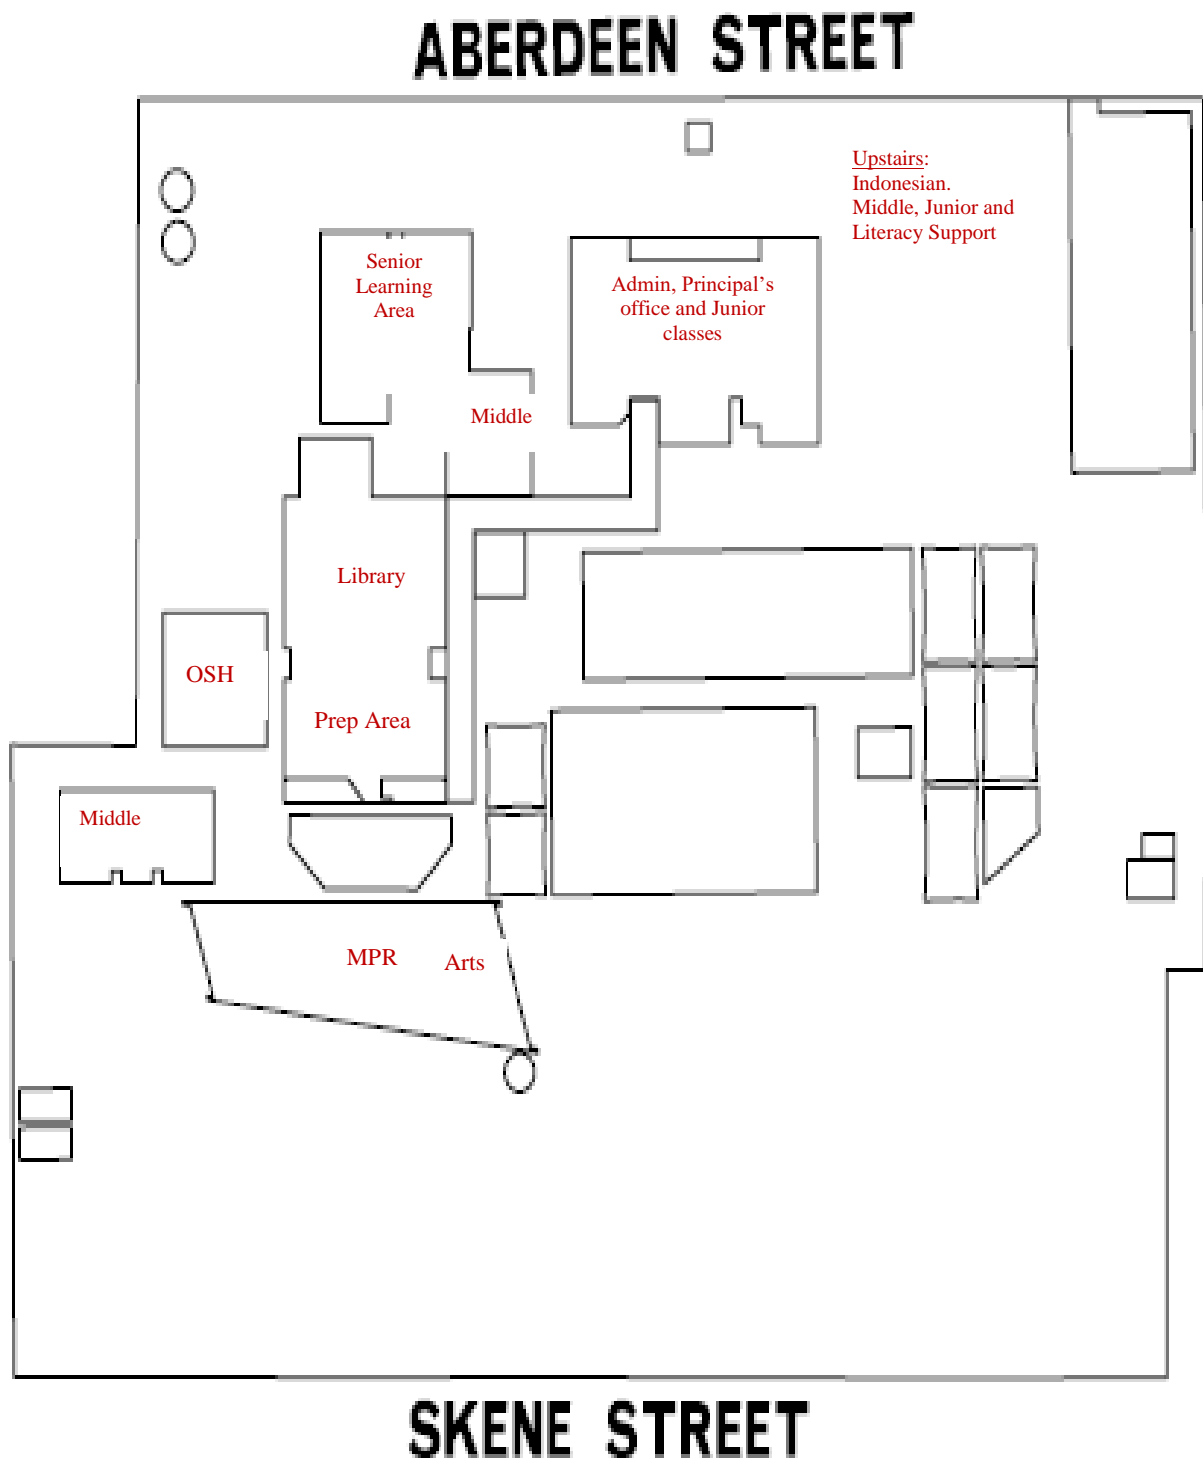 ABERDEEN STREET
Upstairs:
Indonesian.
Middle, Junior and
Literacy Support
Senior
Learning
Area
Admin, Principal's
office and Junior
classes
Middle
Library
OSH
Prep Area
Middle
MPR
Arts
SKENE STREET